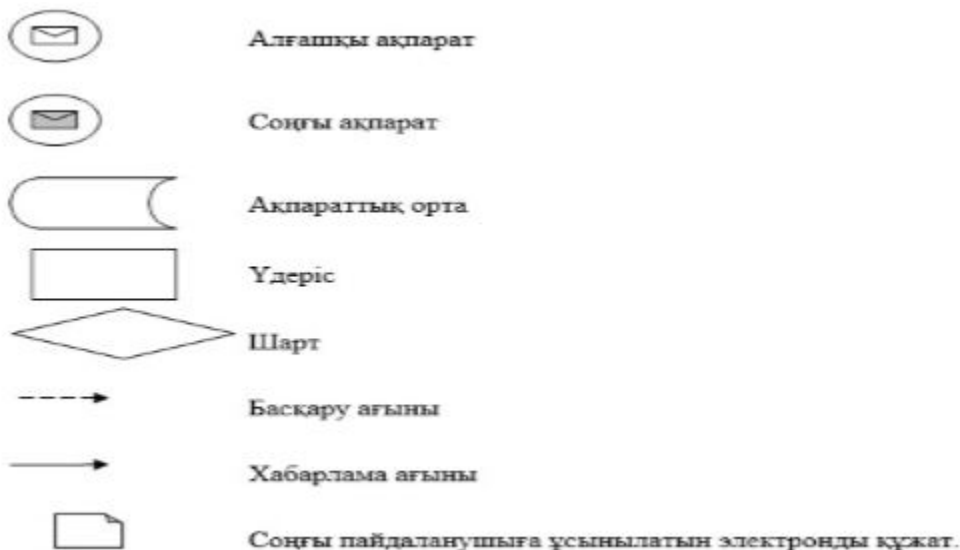 Алғашқы ақпарат
Соңғы ақпарат
Ақпараттық орта
Үдеріс
Шарт
Басқару ағыны
Хабарлама ағыны
Соңғы пайдаланушыға ұсынылатын электронды құжат.